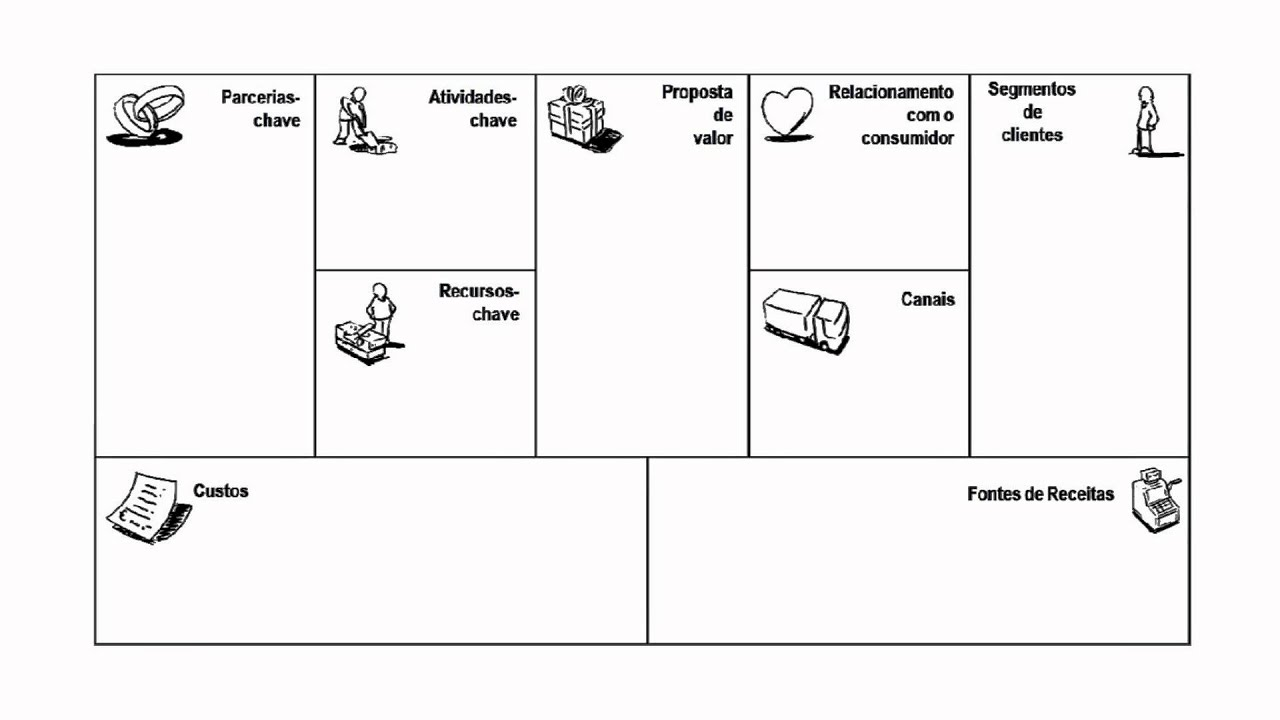 Parcerias-
chave
Atividades-
chave
Proposta
de
valor
Relacionamento
com o
consumidor
Segmentos
de
clientes
Recursos-
chave
Canais
Custos
Fontes de Receitas